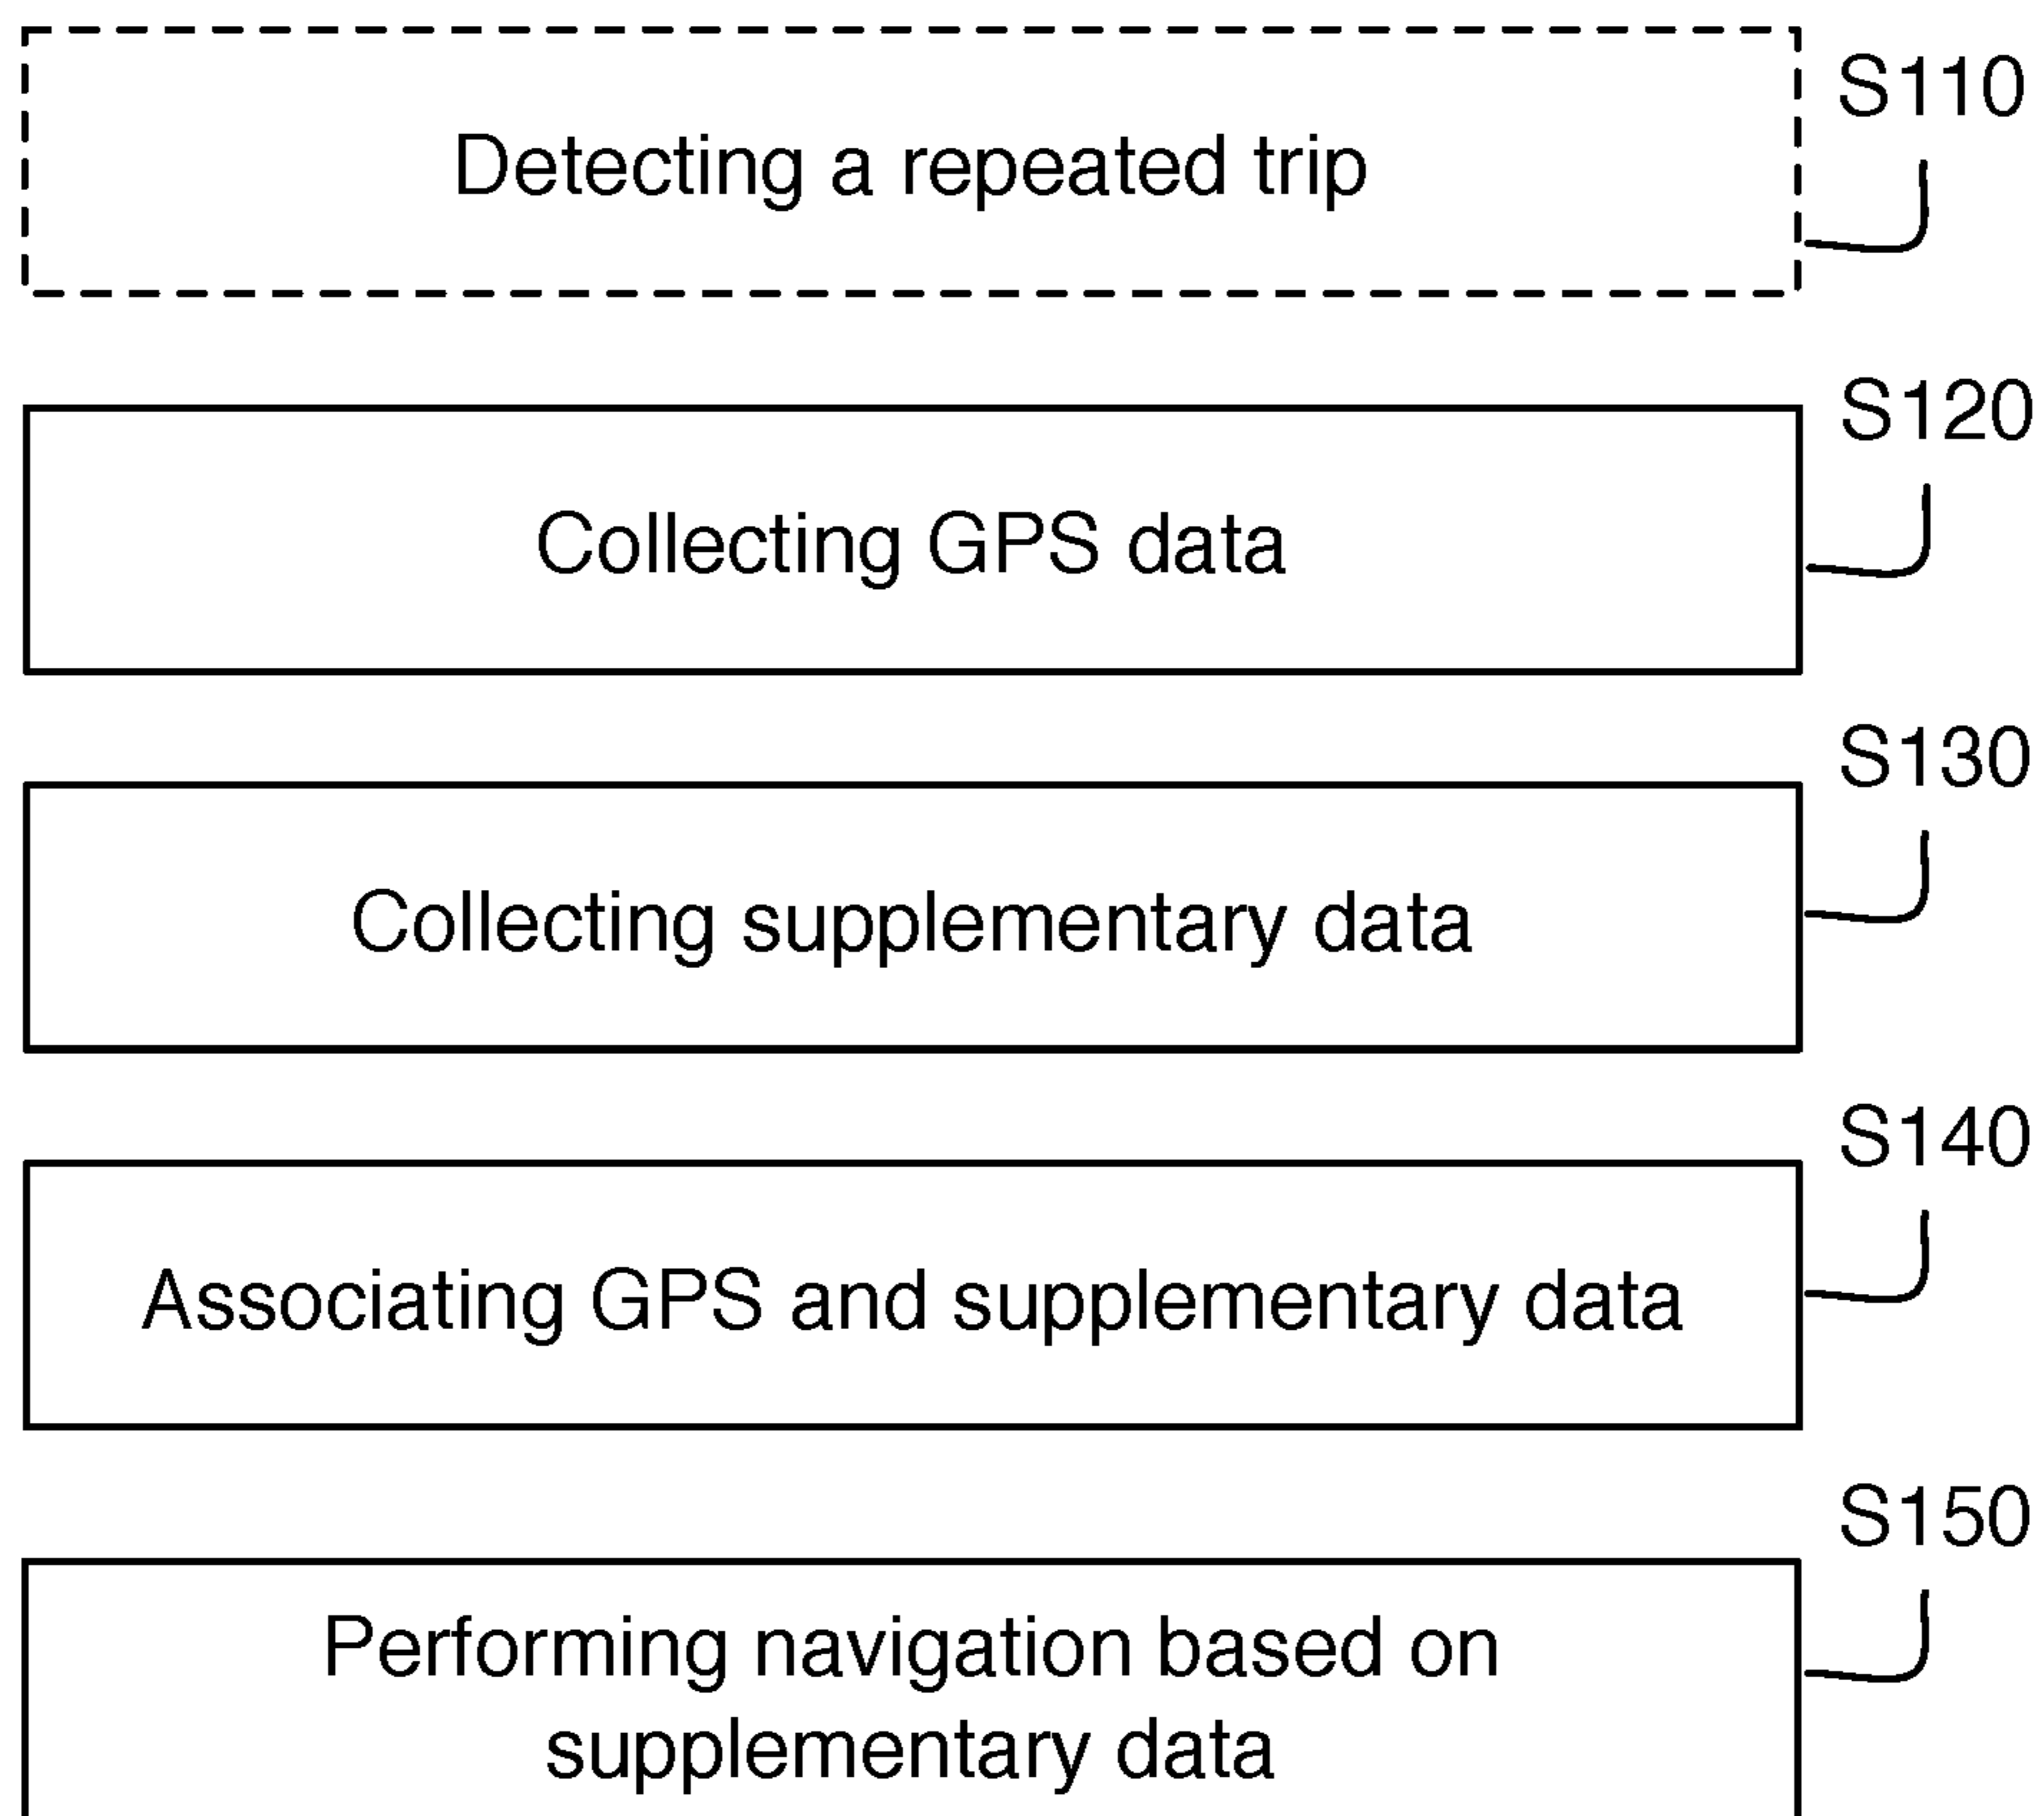 S110
Detecting a repeated trip
S120
Collecting GPS data
S130
Collecting supplementary data
S140
Associating GPS and supplementary data
S150
Performing navigation based on
supplementary data